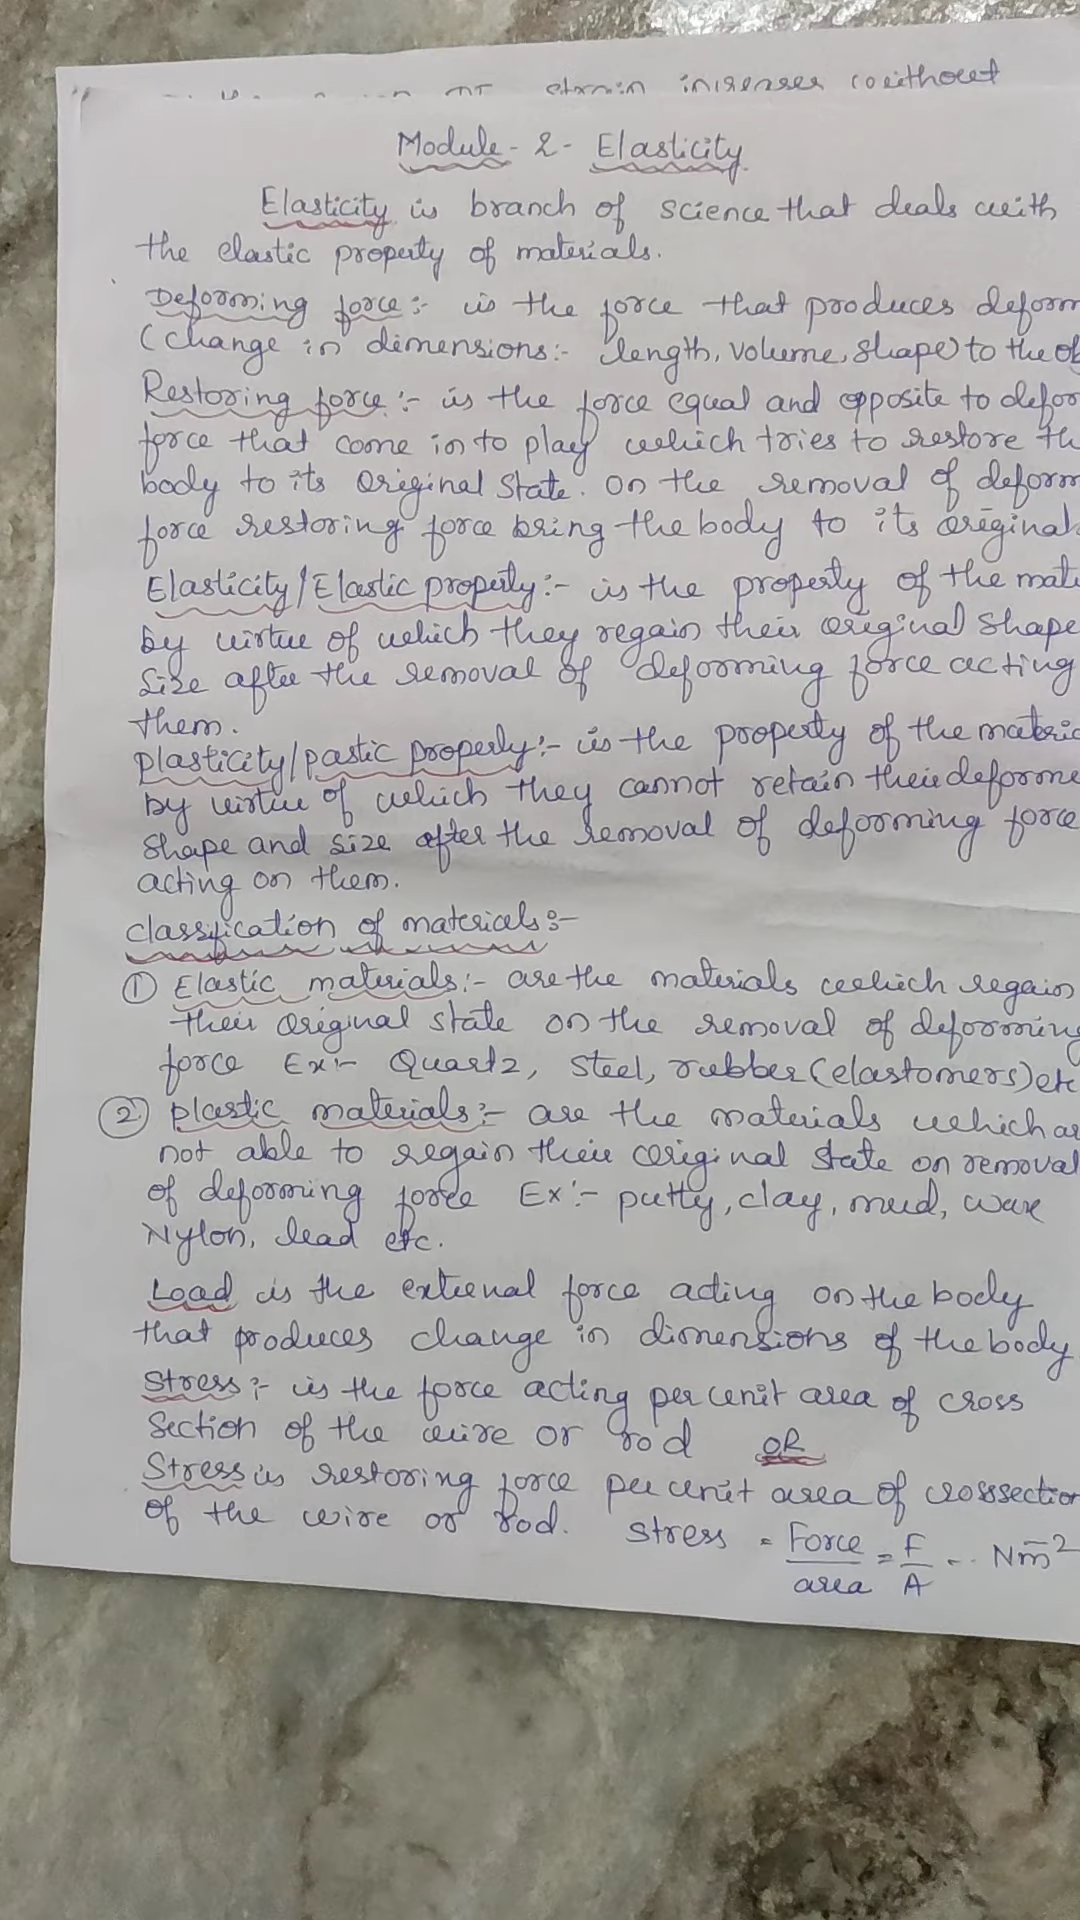 strain increases without
Module - 2 - Elasticity
Elasticity is branch of science that deals with
the elastic property of materials.
Deforming force :- is the force that produces deform
(change in dimensions:- length, volume, shape) to the ob
Restoring force :- is the force equal and opposite to defor
force that come in to play which tries to restore th
body to its Original State. On the removal of deform
force restoring force bring the body to its original
Elasticity / Elastic property :- is the property of the mate
by virtue of which they regain their original shape
Size after the removal of deforming force acting
them.
Plasticity / pastic property :- is the property of the materia
by virtue of which they cannot retain their deforme
shape and size after the removal of deforming force
acting on them.
classification of materials :-
① Elastic materials :- are the materials which regain
their Original state on the removal of deforming
force Ex :- Quartz, Steel, rubber (elastomers) etc
② plastic materials :- are the materials which ar
not able to regain their original state on removal
of deforming force Ex :- putty, clay, mud, wax
Nylon, lead etc.
Load is the external force acting on the body
that produces change in dimensions of the body
Stress :- is the force acting per unit area of cross
Section of the wire or rod OR
Stress is restoring force per unit area of crosssection
of the wire or rod. Stress = Force/area = F/A -- Nm⁻²